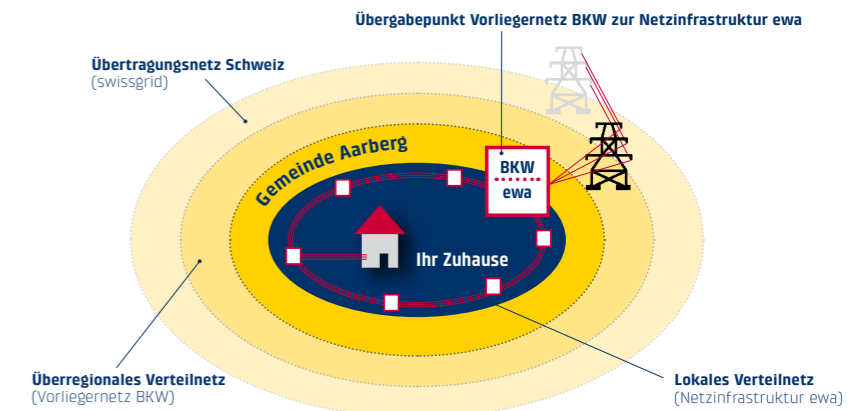 Übergabepunkt Vorliegernetz BKW zur Netzinfrastruktur ewa
Übertragungsnetz Schweiz
(swissgrid)
Gemeinde Aarberg
BKW
ewa
Ihr Zuhause
Überregionales Verteilnetz
(Vorliegernetz BKW)
Lokales Verteilnetz
(Netzinfrastruktur ewa)